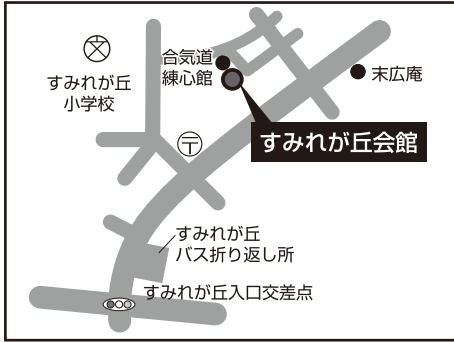 合気道
練心館
末広庵
すみれが丘
小学校
すみれが丘会館
すみれが丘
バス折り返し所
すみれが丘入口交差点